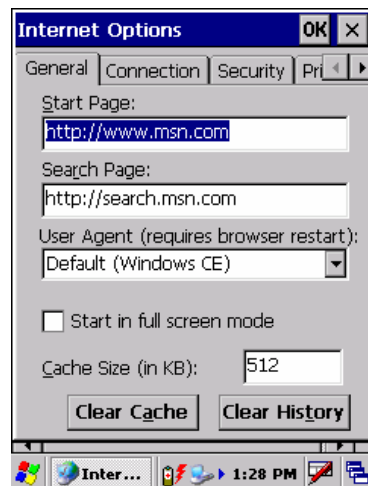 Internet Options OK ×
General Connection Security Pri
Start Page:
http://www.msn.com
Search Page:
http://search.msn.com
User Agent (requires browser restart):
Default (Windows CE)
Start in full screen mode
Cache Size (in KB): 512
Clear Cache Clear History
Inter... 1:28 PM